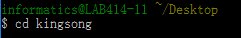 informatics@LAB414-11 ~/Desktop
$ cd kingsong